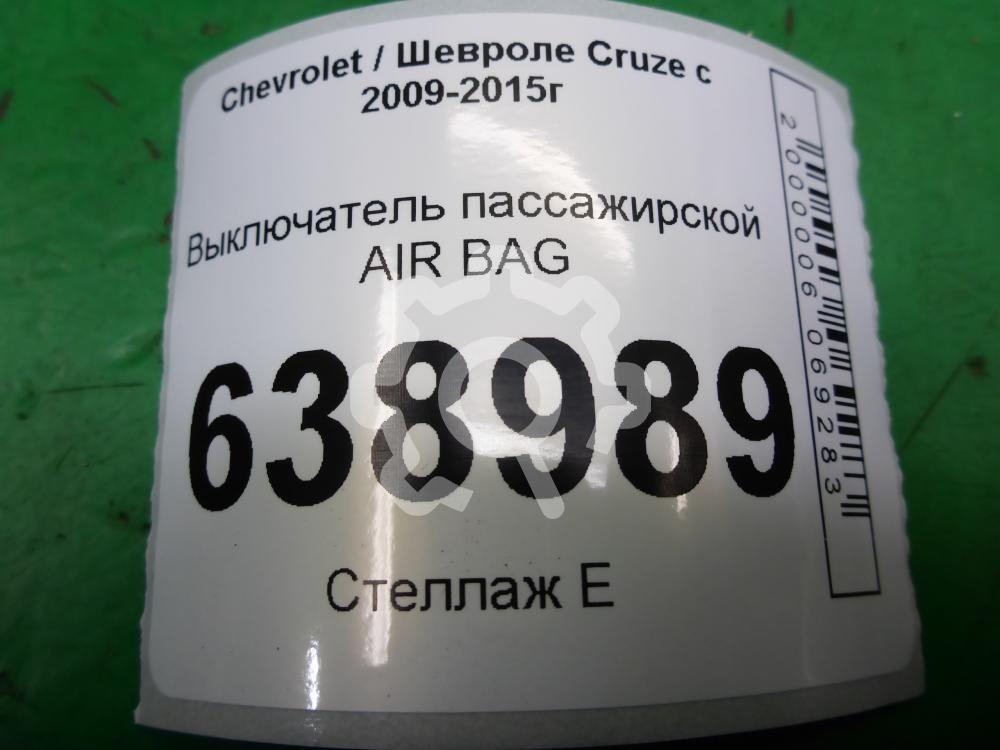 Chevrolet / Шевроле Cruze с
2009-2015г
Выключатель пассажирской
AIR BAG
638989
Стеллаж Е
2000006069283